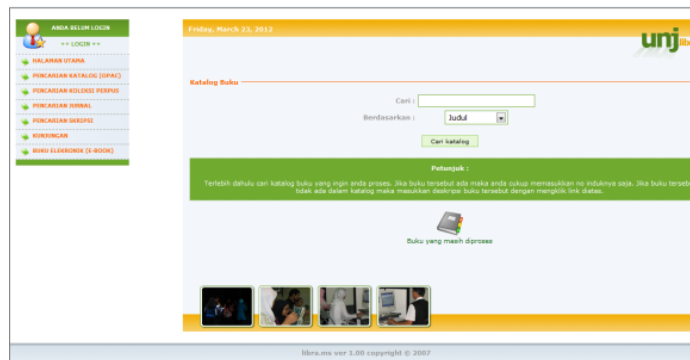 ANDA BELUM LOGIN
== LOGIN ==
HALAMAN UTAMA
PENCARIAN KATALOG (OPAC)
PENCARIAN KOLEKSI PERPUS
PENCARIAN JURNAL
PENCARIAN SKRIPSI
KUNJUNGAN
BUKU ELEKRONIK (E-BOOK)
Friday, March 23, 2012
unj
Katalog Buku
Cari :
Berdasarkan : Judul
Cari katalog
Petunjuk :
Terlebih dahulu cari katalog buku yang ingin anda proses. Jika buku tersebut ada maka anda cukup memasukkan no induknya saja. Jika buku terseb
tidak ada dalam katalog maka masukkan deskripsi buku tersebut dengan mengklik link diatas.
Buku yang masih diproses
libra.ms ver 1.00 copyright © 2007